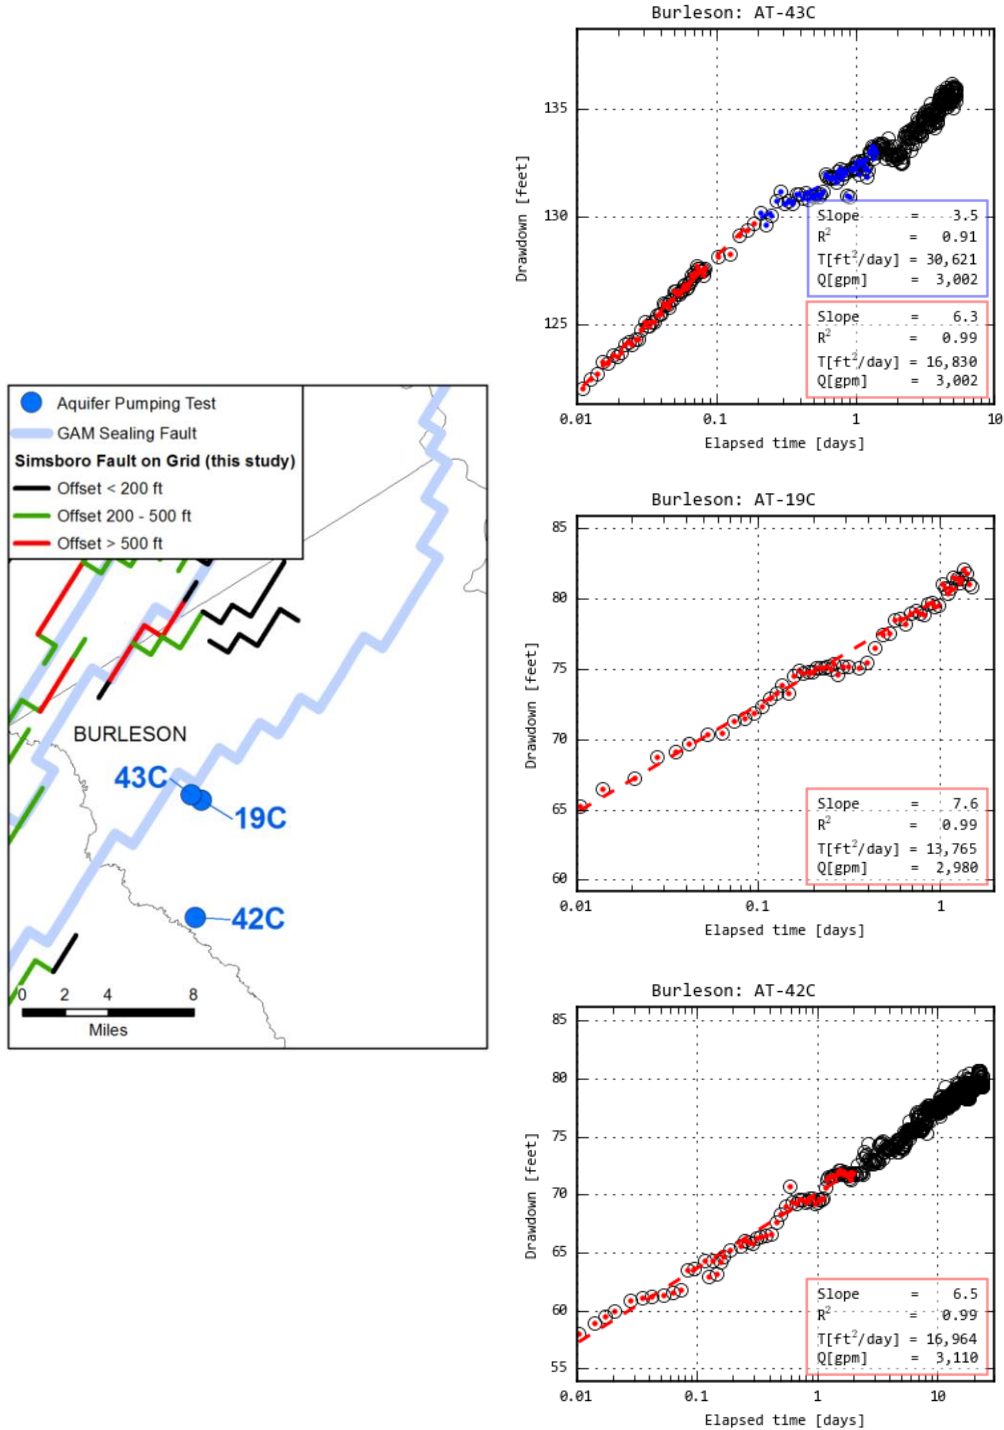 Burleson: AT-43C
135
130
125
Drawdown [feet]
Slope = 3.5
R2 = 0.91
T[ft2/day] = 30,621
Q[gpm] = 3,002
Slope = 6.3
R2 = 0.99
T[ft2/day] = 16,830
Q[gpm] = 3,002
0.01 0.1 1 10
Elapsed time [days]
Aquifer Pumping Test
GAM Sealing Fault
Simsboro Fault on Grid (this study)
Offset < 200 ft
Offset 200 - 500 ft
Offset > 500 ft
BURLESON
43C
19C
42C
0 2 4 8
Miles
Burleson: AT-19C
85
80
75
70
65
60
Drawdown [feet]
Slope = 7.6
R2 = 0.99
T[ft2/day] = 13,765
Q[gpm] = 2,980
0.01 0.1 1
Elapsed time [days]
Burleson: AT-42C
85
80
75
70
65
60
55
Drawdown [feet]
Slope = 6.5
R2 = 0.99
T[ft2/day] = 16,964
Q[gpm] = 3,110
0.01 0.1 1 10
Elapsed time [days]